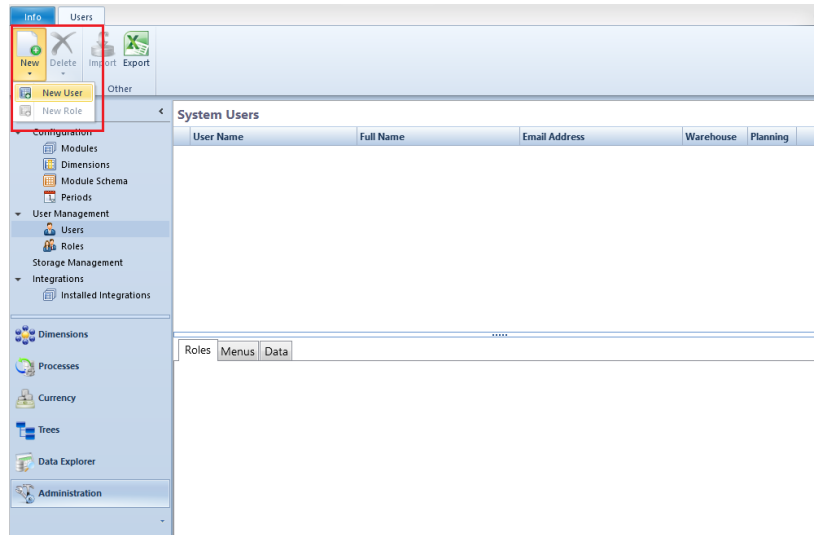 Info Users
New Delete Import Export
Other
New User
New Role
System Users
User Name Full Name Email Address Warehouse Planning
Configuration
Modules
Dimensions
Module Schema
Periods
User Management
Users
Roles
Storage Management
Integrations
Installed Integrations
Dimensions
Processes
Currency
Trees
Data Explorer
Administration
Roles Menus Data